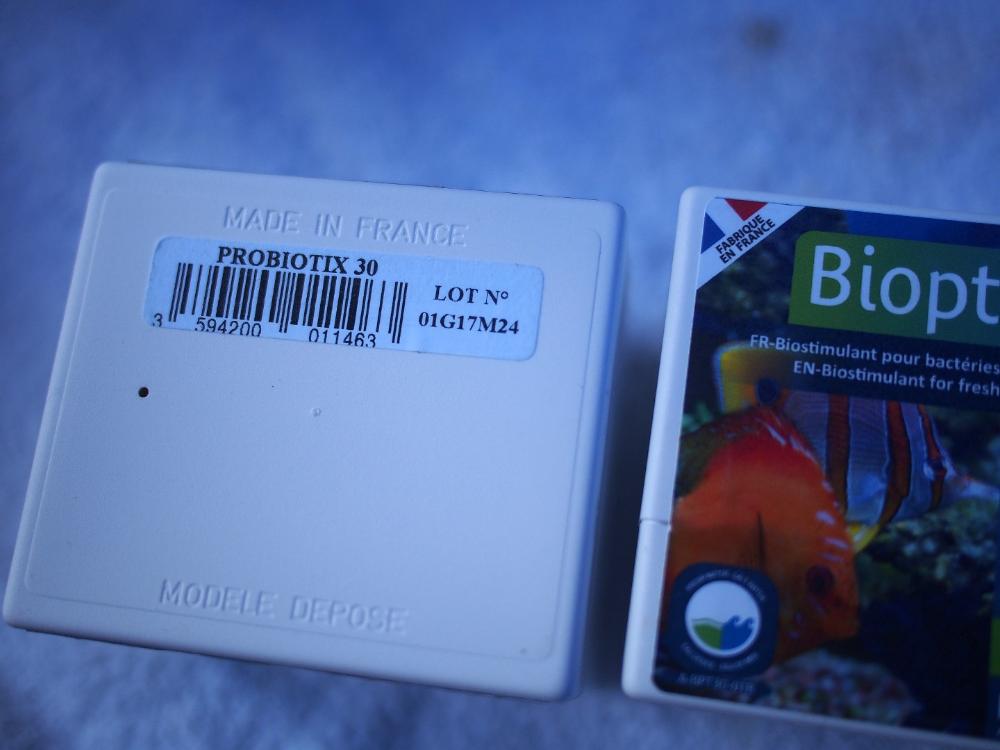 MADE IN FRANCE
PROBIOTIX 30
LOT N°
01G17M24
3 594200 011463
MODELE DEPOSE
FABRIQUE
EN FRANCE
Biopt
FR-Biostimulant pour bactéries
EN-Biostimulant for fresh